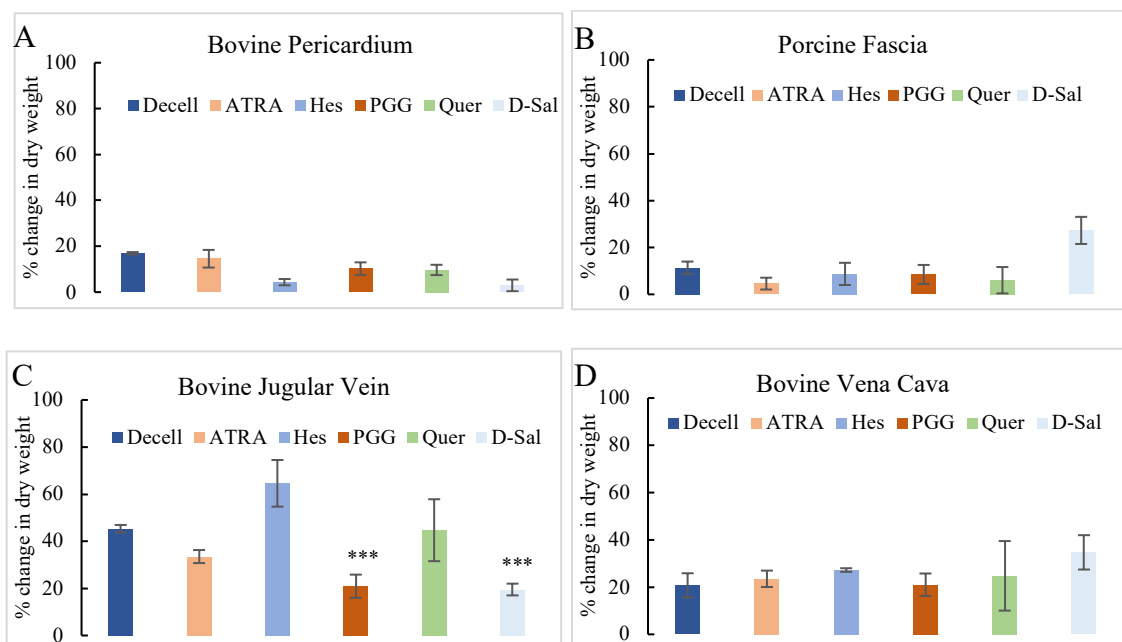 A
Bovine Pericardium
% change in dry weight
100
80
60
40
20
0
Decell ATRA Hes PGG Quer D-Sal
B
Porcine Fascia
% change in dry weight
100
80
60
40
20
0
Decell ATRA Hes PGG Quer D-Sal
C
Bovine Jugular Vein
% change in dry weight
100
80
60
40
20
0
Decell ATRA Hes PGG Quer D-Sal
*** ***
D
Bovine Vena Cava
% change in dry weight
100
80
60
40
20
0
Decell ATRA Hes PGG Quer D-Sal